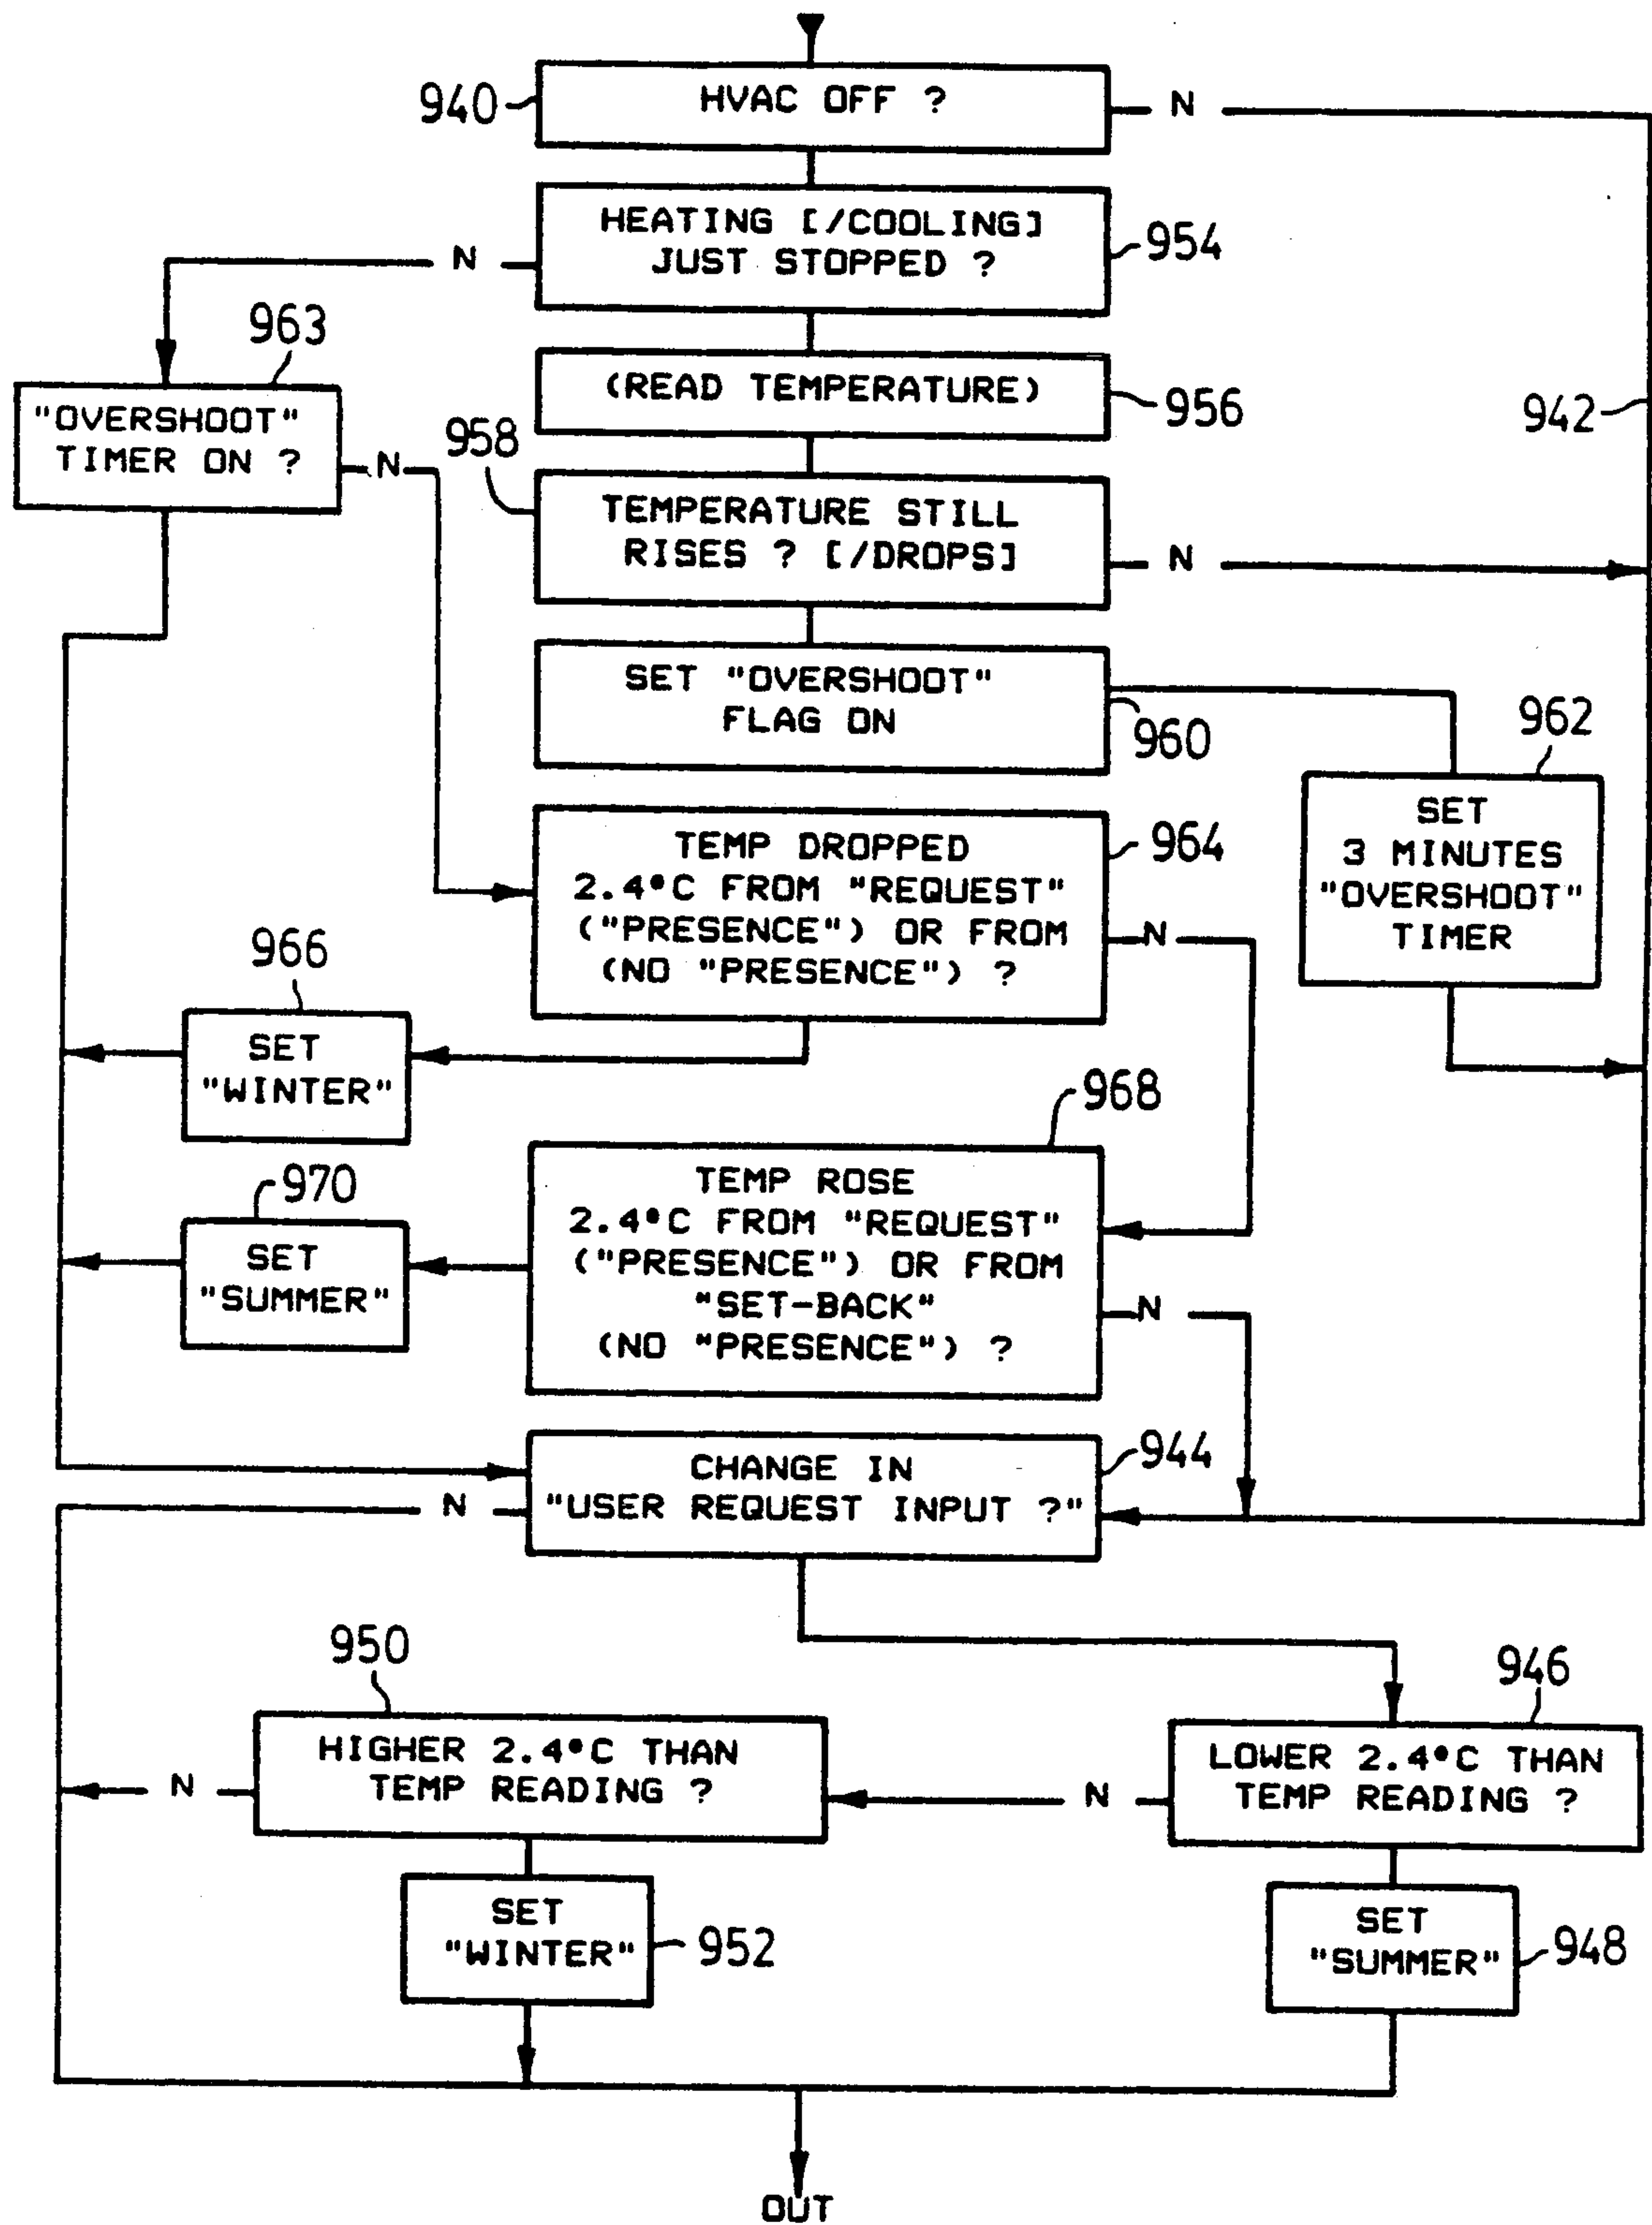 940
HVAC OFF ?
N
HEATING [/COOLING]
JUST STOPPED ?
954
N
963
"OVERSHOOT"
TIMER ON ?
N
(READ TEMPERATURE)
956
942
958
TEMPERATURE STILL
RISES ? [/DROPS]
N
SET "OVERSHOOT"
FLAG ON
960
962
SET
3 MINUTES
"OVERSHOOT"
TIMER
TEMP DROPPED
2.4°C FROM "REQUEST"
("PRESENCE") OR FROM
(NO "PRESENCE") ?
964
N
966
SET
"WINTER"
968
TEMP ROSE
2.4°C FROM "REQUEST"
("PRESENCE") OR FROM
"SET-BACK"
(NO "PRESENCE") ?
N
970
SET
"SUMMER"
944
CHANGE IN
"USER REQUEST INPUT ?"
N
950
HIGHER 2.4°C THAN
TEMP READING ?
N
946
LOWER 2.4°C THAN
TEMP READING ?
N
SET
"WINTER"
952
SET
"SUMMER"
948
OUT